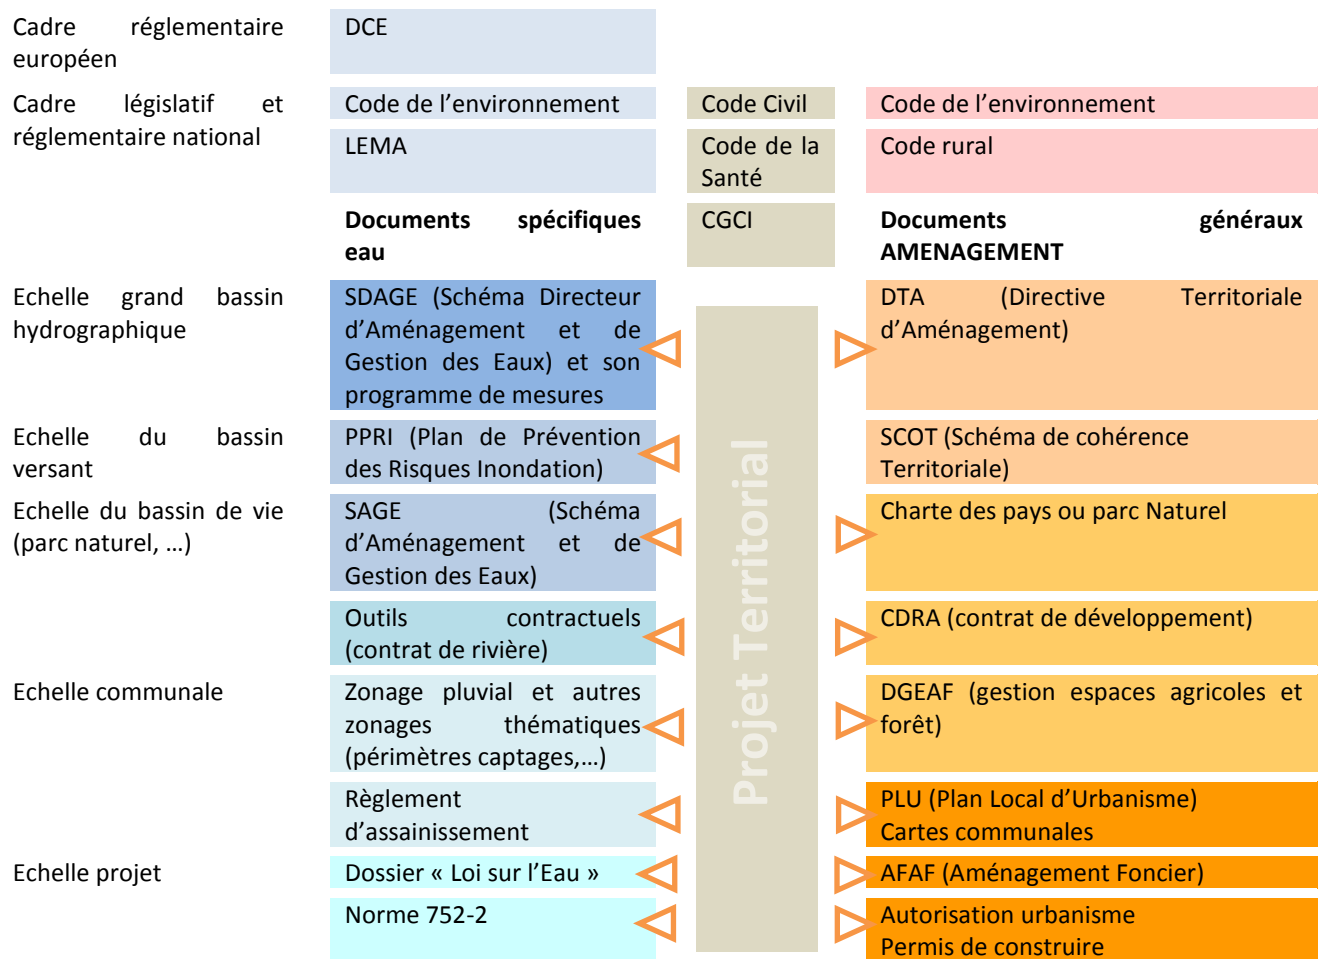 Cadre réglementaire
européen
DCE
Cadre législatif et
réglementaire national
Code de l’environnement
Code Civil
Code de l’environnement
LEMA
Code de la
Santé
Code rural
Documents spécifiques
eau
CGCI
Documents généraux
AMENAGEMENT
Echelle grand bassin
hydrographique
SDAGE (Schéma Directeur
d’Aménagement et de
Gestion des Eaux) et son
programme de mesures
DTA (Directive Territoriale
d’Aménagement)
Echelle du bassin
versant
PPRI (Plan de Prévention
des Risques Inondation)
SCOT (Schéma de cohérence
Territoriale)
Echelle du bassin de vie
(parc naturel, …)
SAGE (Schéma
d’Aménagement et de
Gestion des Eaux)
Charte des pays ou parc Naturel
Projet Territorial
Outils contractuels
(contrat de rivière)
CDRA (contrat de développement)
Echelle communale
Zonage pluvial et autres
zonages thématiques
(périmètres captages,…)
DGEAF (gestion espaces agricoles et
forêt)
Règlement
d’assainissement
PLU (Plan Local d’Urbanisme)
Cartes communales
Echelle projet
Dossier « Loi sur l’Eau »
AFAF (Aménagement Foncier)
Norme 752-2
Autorisation urbanisme
Permis de construire